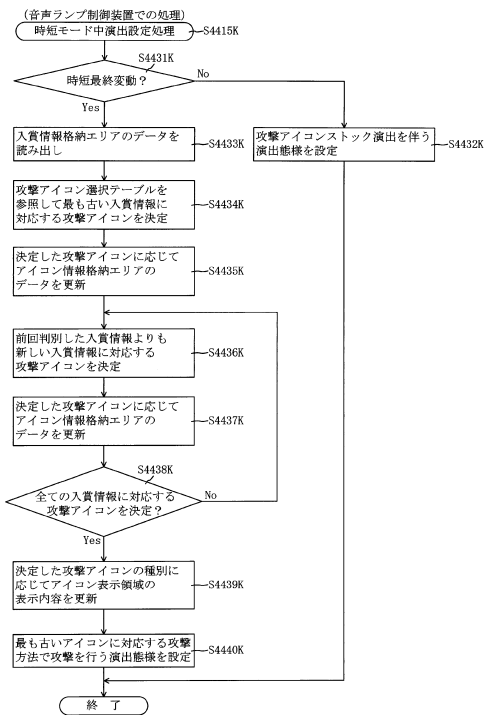 (音声ランプ制御装置での処理)
時短モード中演出設定処理
S4415K
S4431K
時短最終変動?
No
Yes
入賞情報格納エリアのデータを
読み出し
S4433K
攻撃アイコンストック演出を伴う
演出態様を設定
S4432K
攻撃アイコン選択テーブルを
参照して最も古い入賞情報に
対応する攻撃アイコンを決定
S4434K
決定した攻撃アイコンに応じて
アイコン情報格納エリアの
データを更新
S4435K
前回判別した入賞情報よりも
新しい入賞情報に対応する
攻撃アイコンを決定
S4436K
決定した攻撃アイコンに応じて
アイコン情報格納エリアの
データを更新
S4437K
S4438K
全ての入賞情報に対応する
攻撃アイコンを決定?
No
Yes
決定した攻撃アイコンの種別に
応じてアイコン表示領域の
表示内容を更新
S4439K
最も古いアイコンに対応する攻撃
方法で攻撃を行う演出態様を設定
S4440K
終 了